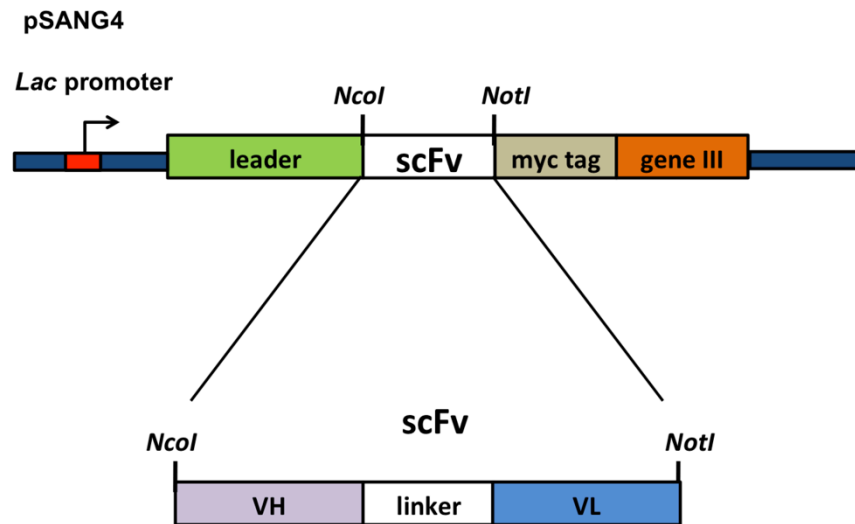 pSANG4
Lac promoter
NcoI NotI
leader scFv myc tag gene III
scFv
NcoI NotI
VH linker VL